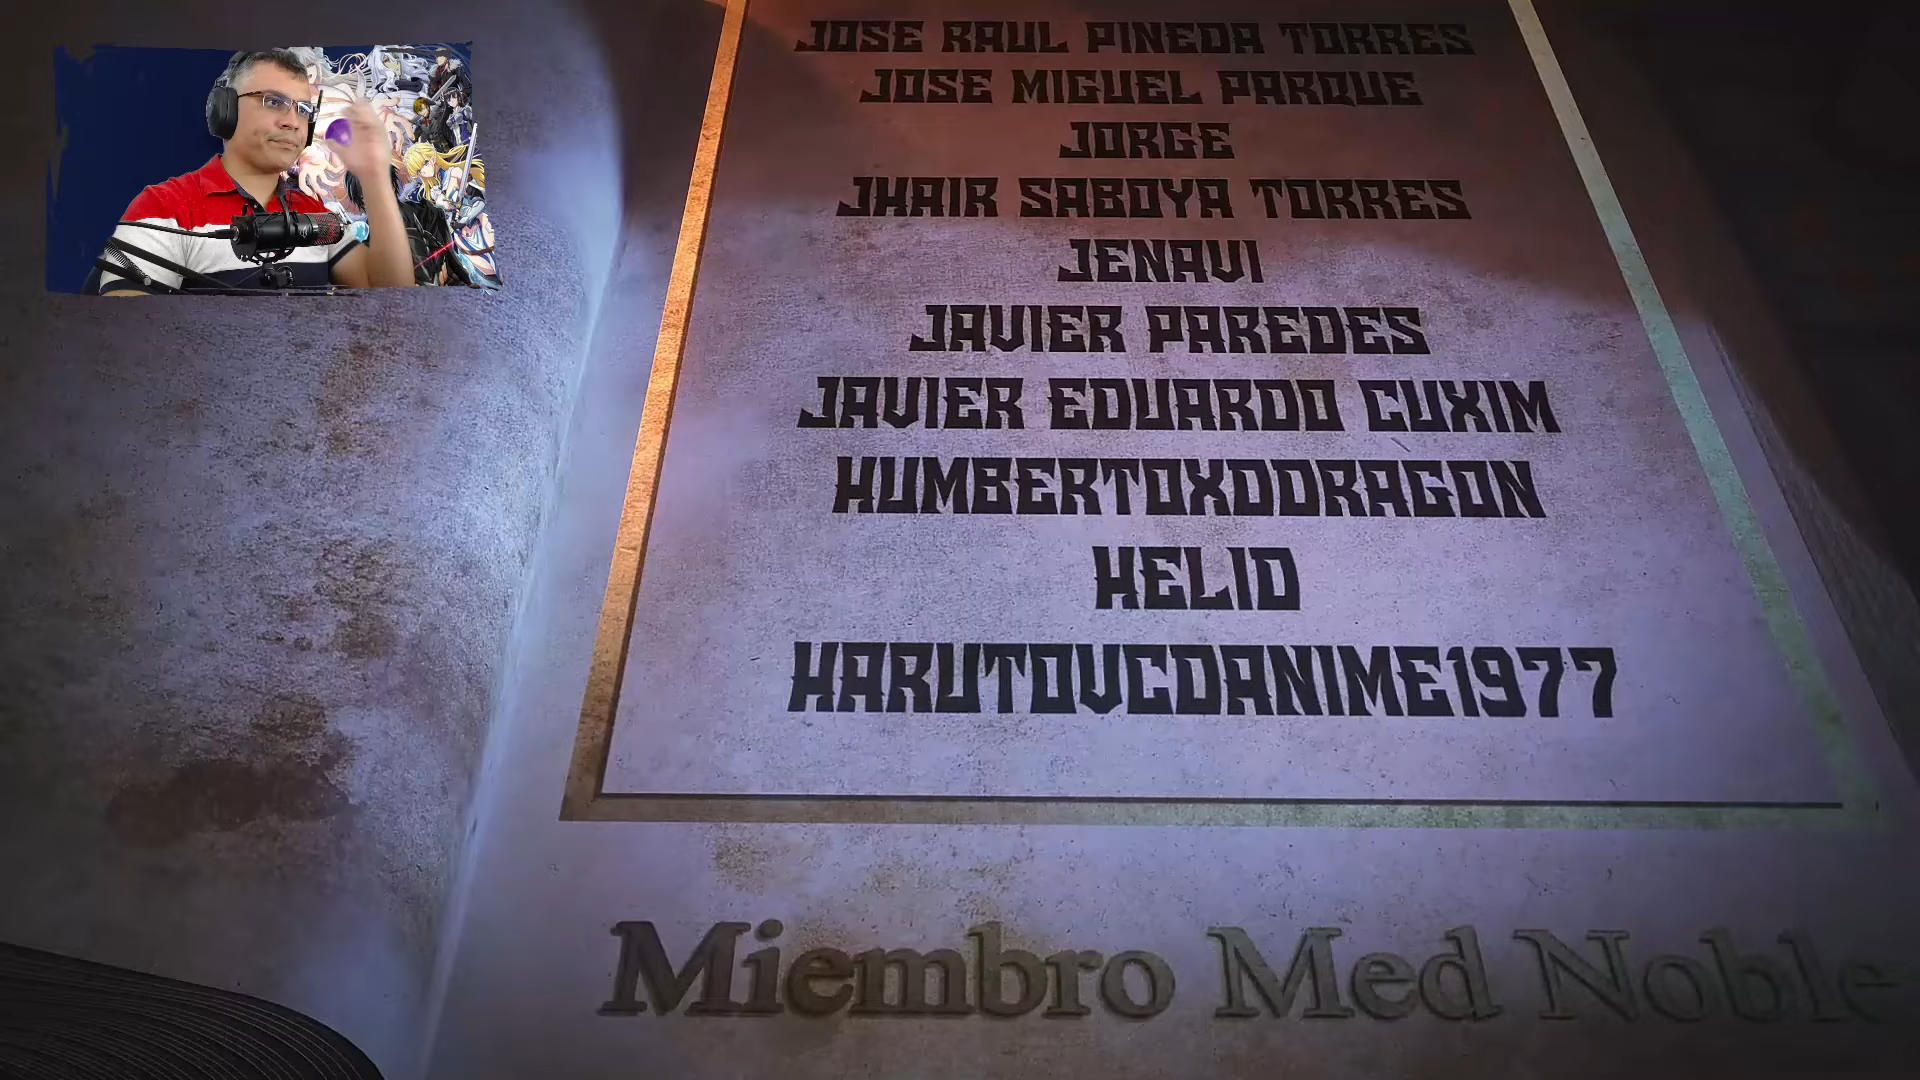 JOSE RAUL PINEDA TORRES
JOSE MIGUEL PARQUE
JORGE
JHAIR SABOYA TORRES
JENAVI
JAVIER PAREDES
JAVIER EDUARDO CUXIM
HUMBERTOXDDRAGON
HELIO
HARUTOVCDANIME1977
Miembro Med Noble